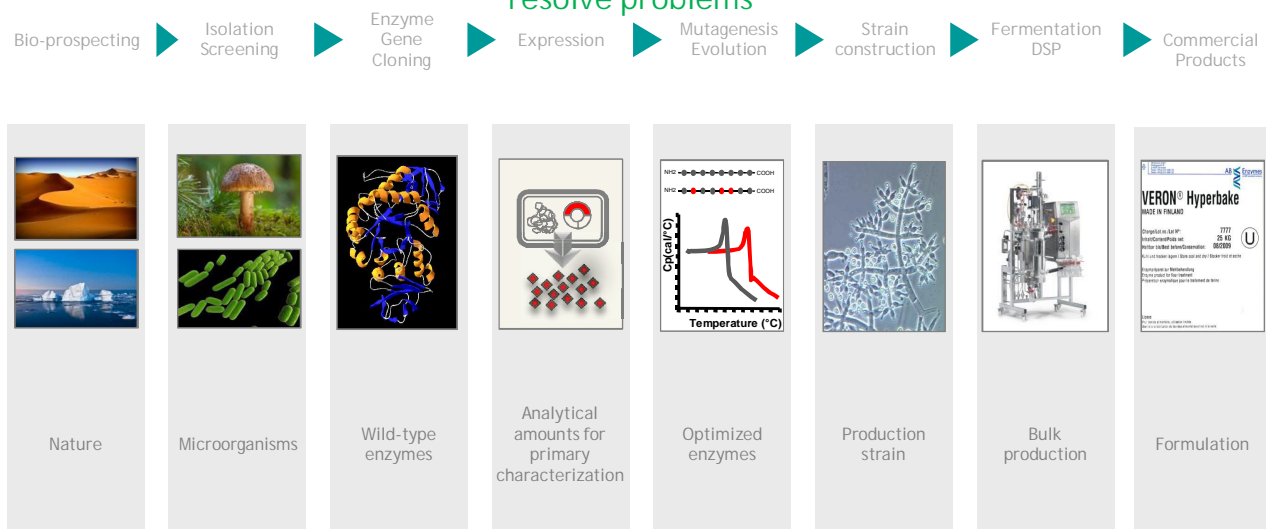 resolve problems
Bio-prospecting
Isolation
Screening
Enzyme
Gene
Cloning
Expression
Mutagenesis
Evolution
Strain
construction
Fermentation
DSP
Commercial
Products
NH2
COOH
NH2
COOH
Cp(cal/°C)
Temperature (°C)
AB Enzymes
VERON® Hyperbake
MADE IN FINLAND
7777
25 KG
08/2009
U
Nature
Microorganisms
Wild-type
enzymes
Analytical
amounts for
primary
characterization
Optimized
enzymes
Production
strain
Bulk
production
Formulation